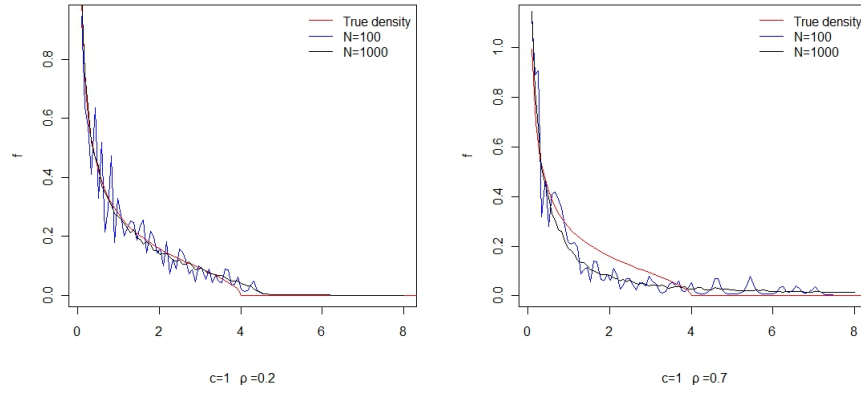 True density
N=100
N=1000
f
0.0 0.2 0.4 0.6 0.8
0 2 4 6 8
c=1 ρ =0.2
True density
N=100
N=1000
f
0.0 0.2 0.4 0.6 0.8 1.0
0 2 4 6 8
c=1 ρ =0.7